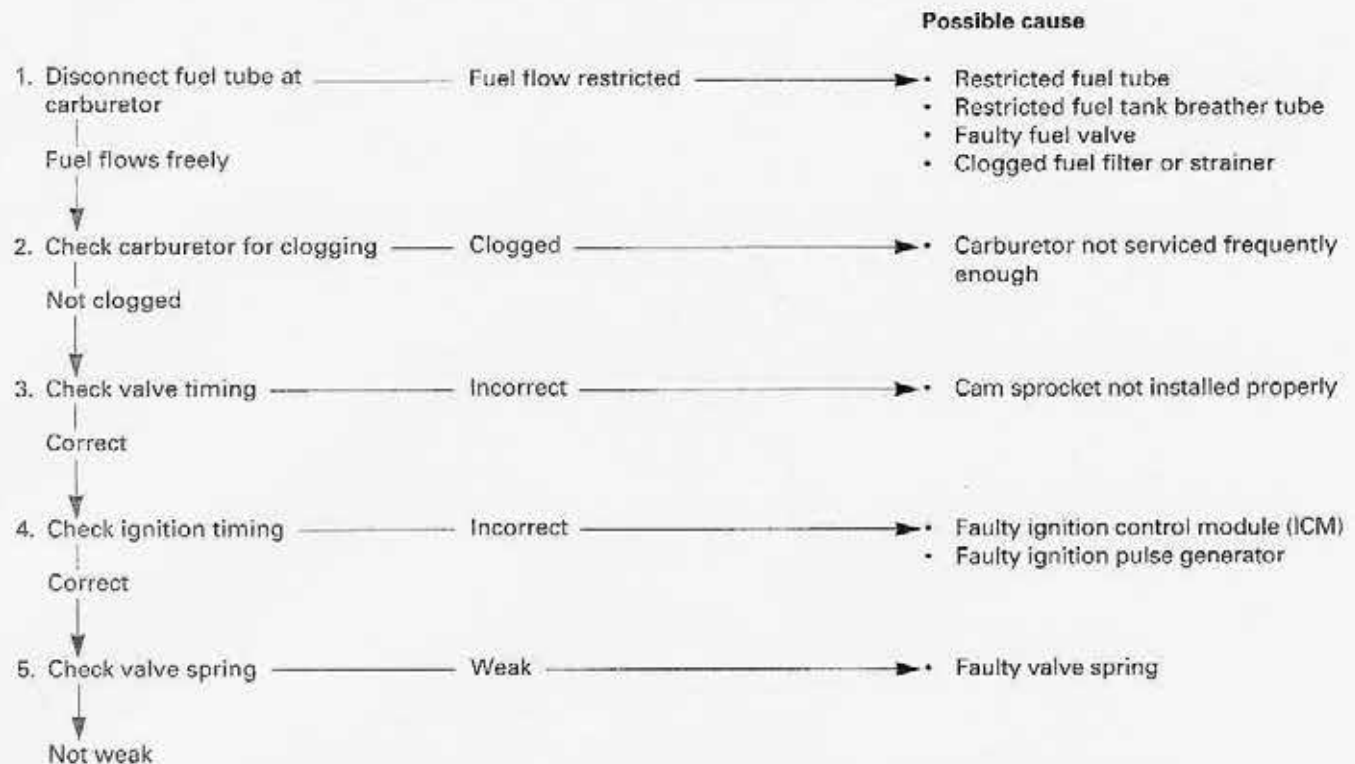 Possible cause
1. Disconnect fuel tube at
carburetor
Fuel flow restricted
• Restricted fuel tube
• Restricted fuel tank breather tube
• Faulty fuel valve
• Clogged fuel filter or strainer
Fuel flows freely
2. Check carburetor for clogging
Clogged
• Carburetor not serviced frequently
enough
Not clogged
3. Check valve timing
Incorrect
• Cam sprocket not installed properly
Correct
4. Check ignition timing
Incorrect
• Faulty ignition control module (ICM)
• Faulty ignition pulse generator
Correct
5. Check valve spring
Weak
• Faulty valve spring
Not weak